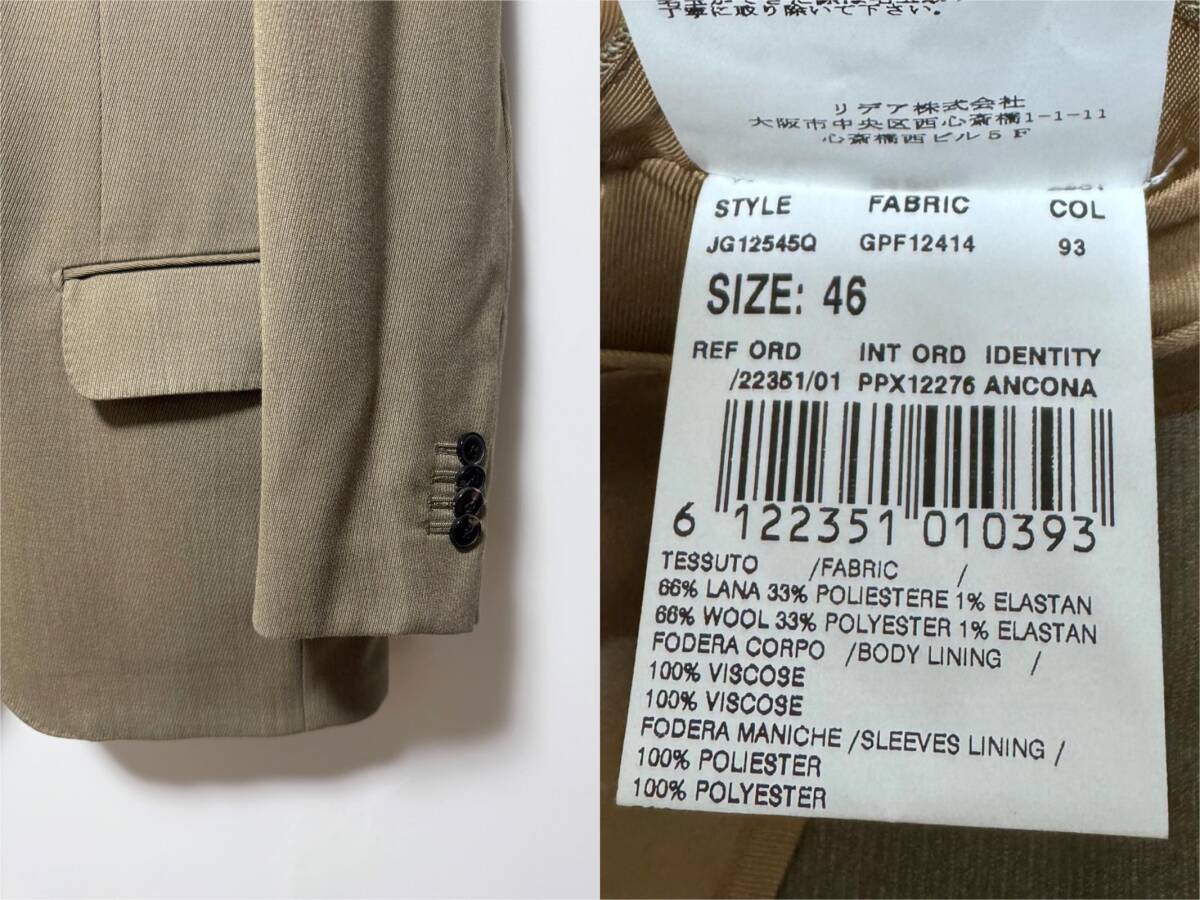 丁寧に取り除いて下さい。
リデア株式会社
大阪市中央区西心斎橋1-1-11
心斎橋西ビル5F
STYLE FABRIC COL
JG12545Q GPF12414 93
SIZE: 46
REF ORD INT ORD IDENTITY
/22351/01 PPX12276 ANCONA
6 122351 010393
TESSUTO /FABRIC /
66% LANA 33% POLIESTERE 1% ELASTAN
66% WOOL 33% POLYESTER 1% ELASTAN
FODERA CORPO /BODY LINING /
100% VISCOSE
100% VISCOSE
FODERA MANICHE /SLEEVES LINING /
100% POLIESTER
100% POLYESTER